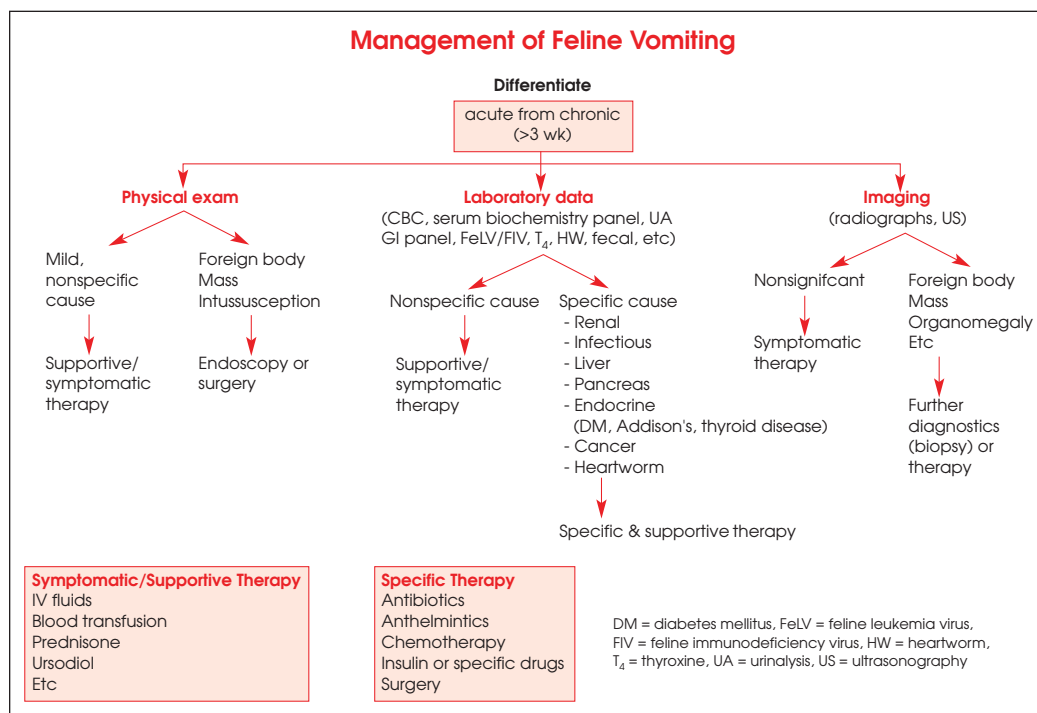 Management of Feline Vomiting
Differentiate
acute from chronic
(>3 wk)
Physical exam
Mild,
nonspecific
cause
Supportive/
symptomatic
therapy
Foreign body
Mass
Intussusception
Endoscopy or
surgery
Laboratory data
(CBC, serum biochemistry panel, UA
GI panel, FeLV/FIV, T4, HW, fecal, etc)
Nonspecific cause
Supportive/
symptomatic
therapy
Specific cause
- Renal
- Infectious
- Liver
- Pancreas
- Endocrine
(DM, Addison's, thyroid disease)
- Cancer
- Heartworm
Specific & supportive therapy
Imaging
(radiographs, US)
Nonsignifcant
Symptomatic
therapy
Foreign body
Mass
Organomegaly
Etc
Further
diagnostics
(biopsy) or
therapy
Symptomatic/Supportive Therapy
IV fluids
Blood transfusion
Prednisone
Ursodiol
Etc
Specific Therapy
Antibiotics
Anthelmintics
Chemotherapy
Insulin or specific drugs
Surgery
DM = diabetes mellitus, FeLV = feline leukemia virus,
FIV = feline immunodeficiency virus, HW = heartworm,
T4 = thyroxine, UA = urinalysis, US = ultrasonography